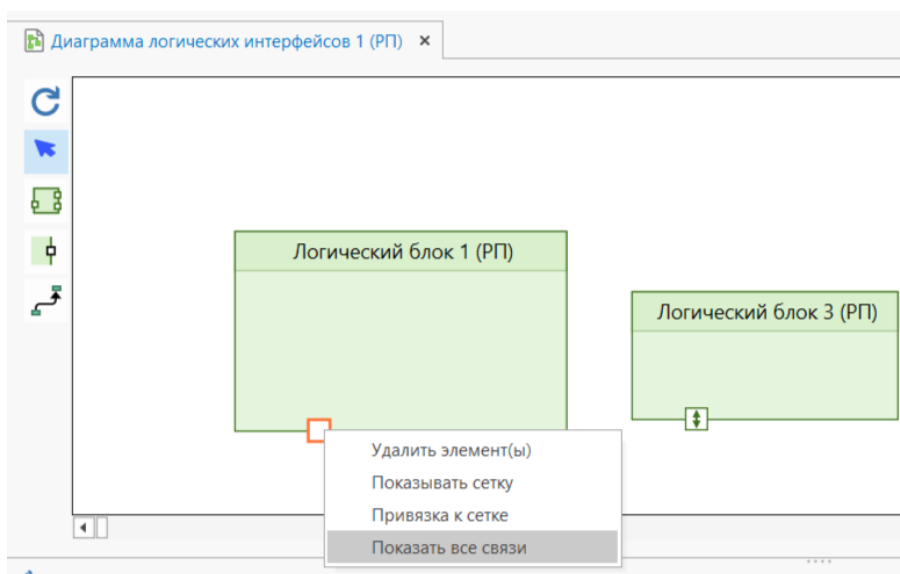 Диаграмма логических интерфейсов 1 (РП)
Логический блок 1 (РП)
Логический блок 3 (РП)
Удалить элемент(ы)
Показывать сетку
Привязка к сетке
Показать все связи